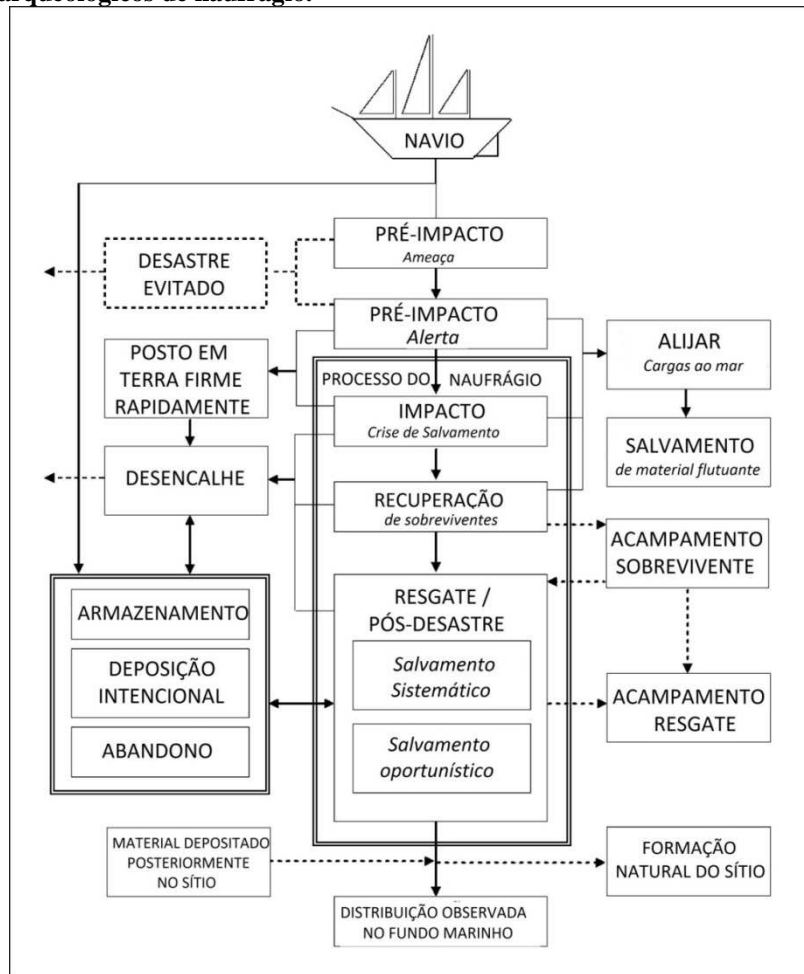 arqueológicos de naufrágio.
NAVIO
PRÉ-IMPACTO
Ameaça
DESASTRE
EVITADO
PRÉ-IMPACTO
Alerta
POSTO EM
TERRA FIRME
RAPIDAMENTE
ALIJAR
Cargas ao mar
PROCESSO DO NAUFRÁGIO
IMPACTO
Crise de Salvamento
SALVAMENTO
de material flutuante
DESENCALHE
RECUPERAÇÃO
de sobreviventes
ACAMPAMENTO
SOBREVIVENTE
ARMAZENAMENTO
DEPOSIÇÃO
INTENCIONAL
ABANDONO
RESGATE /
PÓS-DESASTRE
Salvamento
Sistemático
Salvamento
oportunístico
ACAMPAMENTO
RESGATE
MATERIAL DEPOSITADO
POSTERIORMENTE
NO SÍTIO
FORMAÇÃO
NATURAL DO SÍTIO
DISTRIBUIÇÃO OBSERVADA
NO FUNDO MARINHO